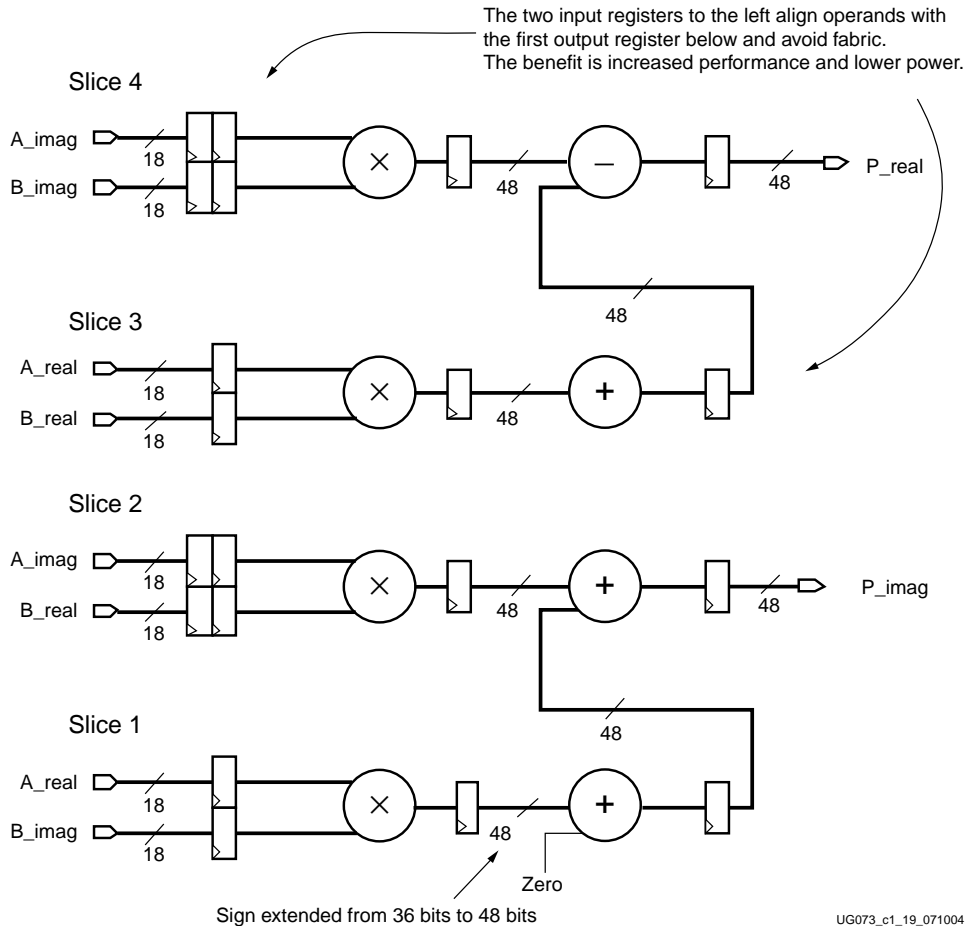 The two input registers to the left align operands with
the first output register below and avoid fabric.
The benefit is increased performance and lower power.
Slice 4
A_imag
18
B_imag
18
×
48
–
48
P_real
48
Slice 3
A_real
18
B_real
18
×
48
+
Slice 2
A_imag
18
B_real
18
×
48
+
48
P_imag
48
Slice 1
A_real
18
B_imag
18
×
48
+
Zero
Sign extended from 36 bits to 48 bits
UG073_c1_19_071004